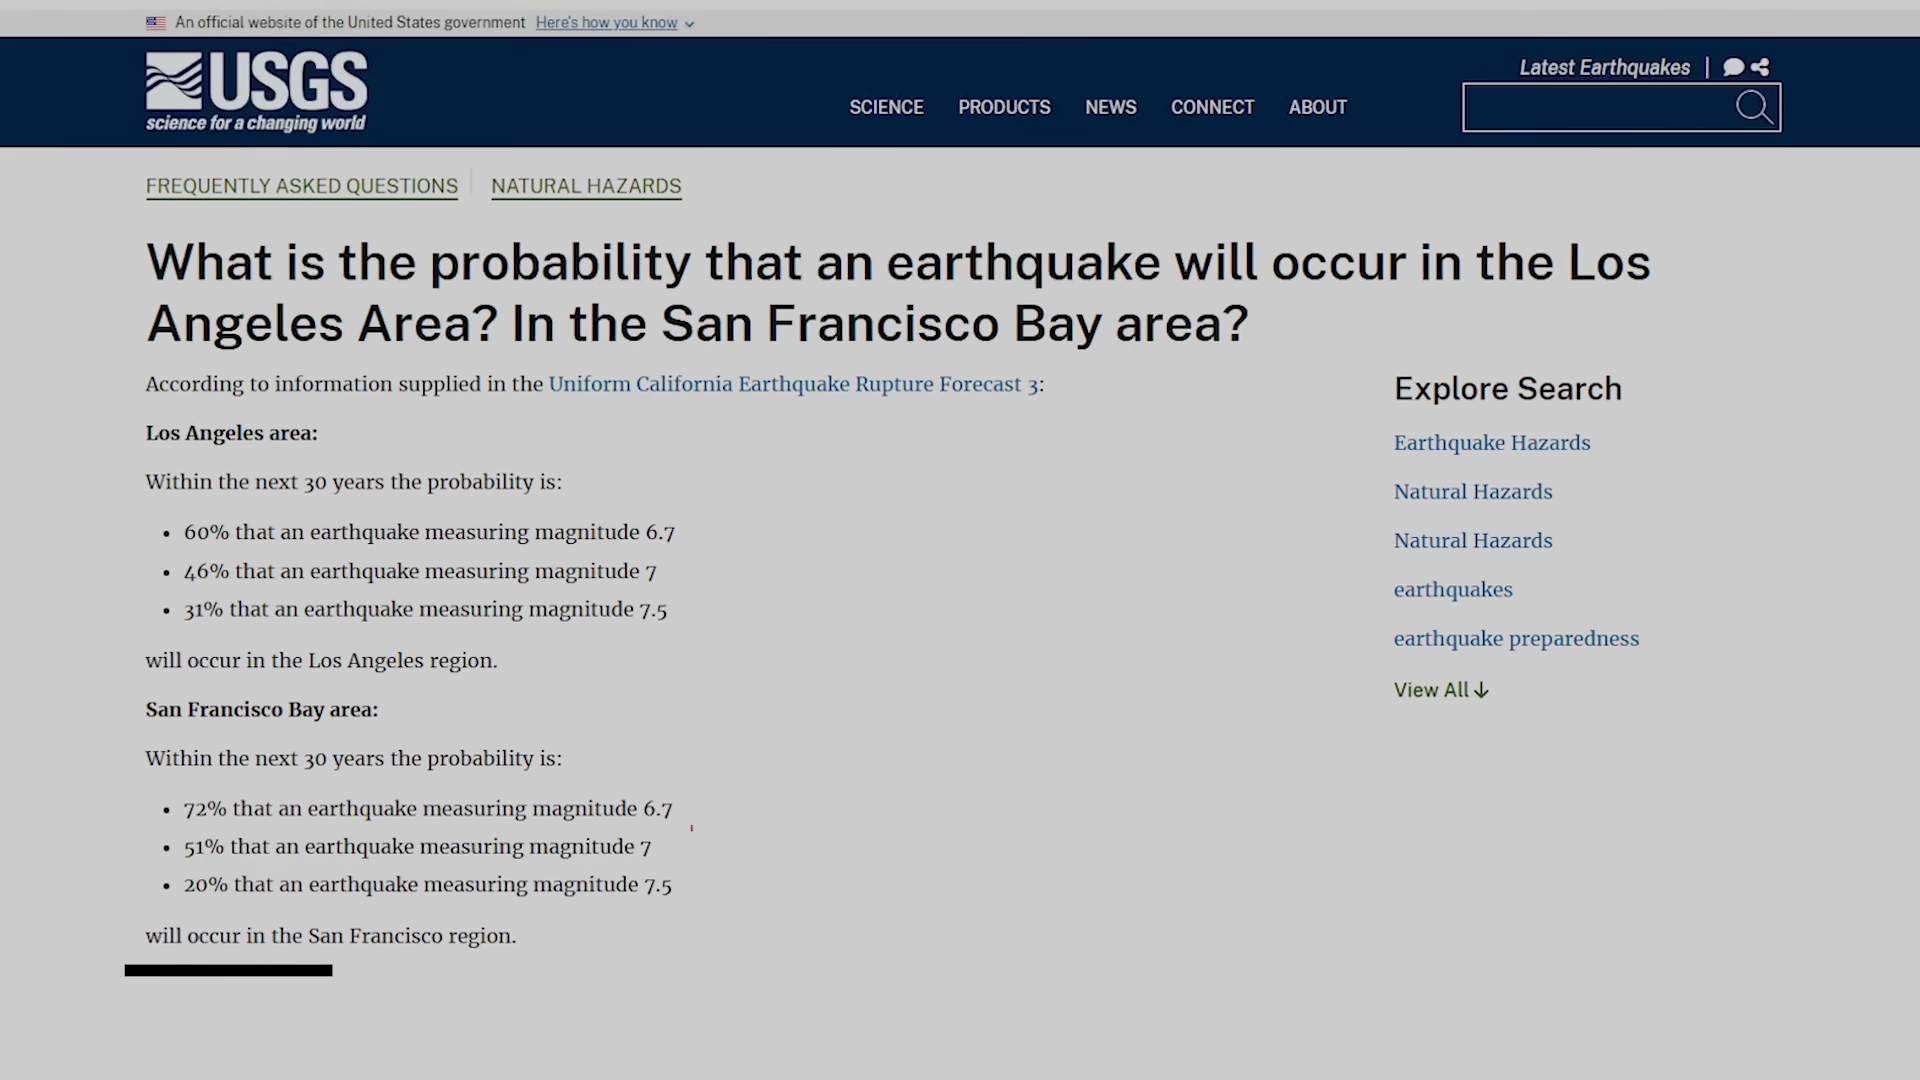 An official website of the United States government Here's how you know
USGS
science for a changing world
Latest Earthquakes
SCIENCE PRODUCTS NEWS CONNECT ABOUT
FREQUENTLY ASKED QUESTIONS NATURAL HAZARDS
What is the probability that an earthquake will occur in the Los
Angeles Area? In the San Francisco Bay area?
According to information supplied in the Uniform California Earthquake Rupture Forecast 3:
Los Angeles area:
Within the next 30 years the probability is:
• 60% that an earthquake measuring magnitude 6.7
• 46% that an earthquake measuring magnitude 7
• 31% that an earthquake measuring magnitude 7.5
will occur in the Los Angeles region.
San Francisco Bay area:
Within the next 30 years the probability is:
• 72% that an earthquake measuring magnitude 6.7
• 51% that an earthquake measuring magnitude 7
• 20% that an earthquake measuring magnitude 7.5
will occur in the San Francisco region.
Explore Search
Earthquake Hazards
Natural Hazards
Natural Hazards
earthquakes
earthquake preparedness
View All